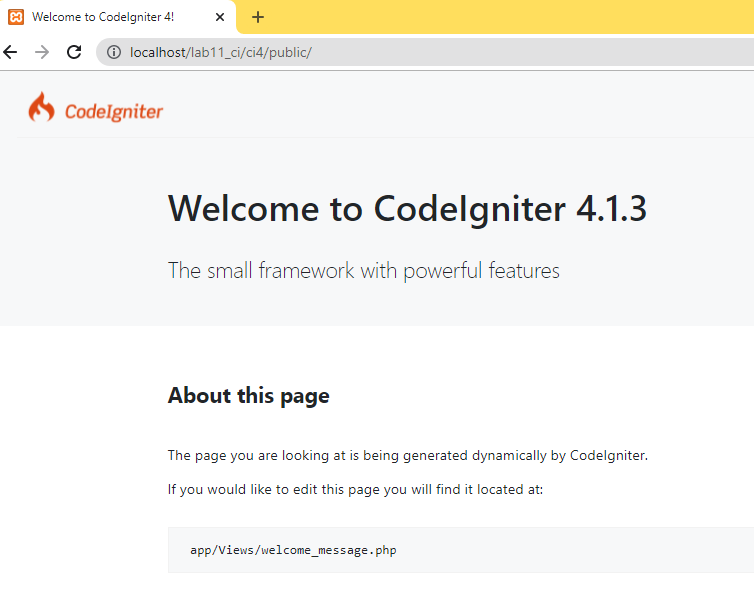 Welcome to CodeIgniter 4!
localhost/lab11_ci/ci4/public/
CodeIgniter
Welcome to CodeIgniter 4.1.3
The small framework with powerful features
About this page
The page you are looking at is being generated dynamically by CodeIgniter.
If you would like to edit this page you will find it located at:
app/Views/welcome_message.php